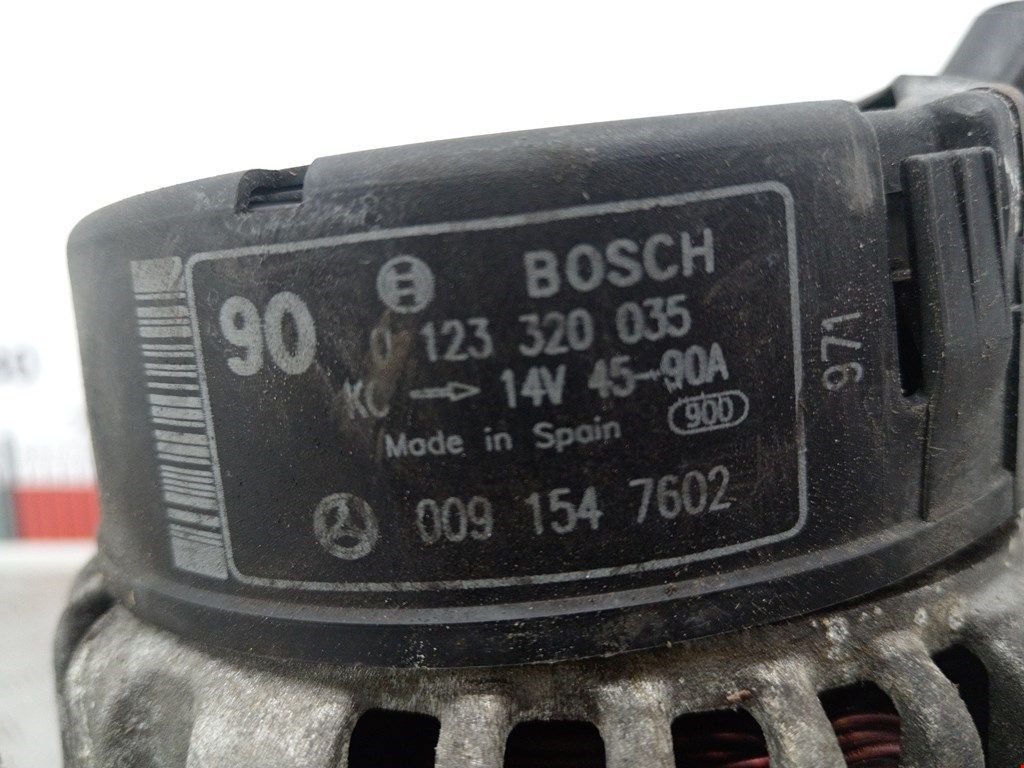 90
BOSCH
0 123 320 035
KC → 14V 45-90A
900
Made in Spain
009 154 7602
971